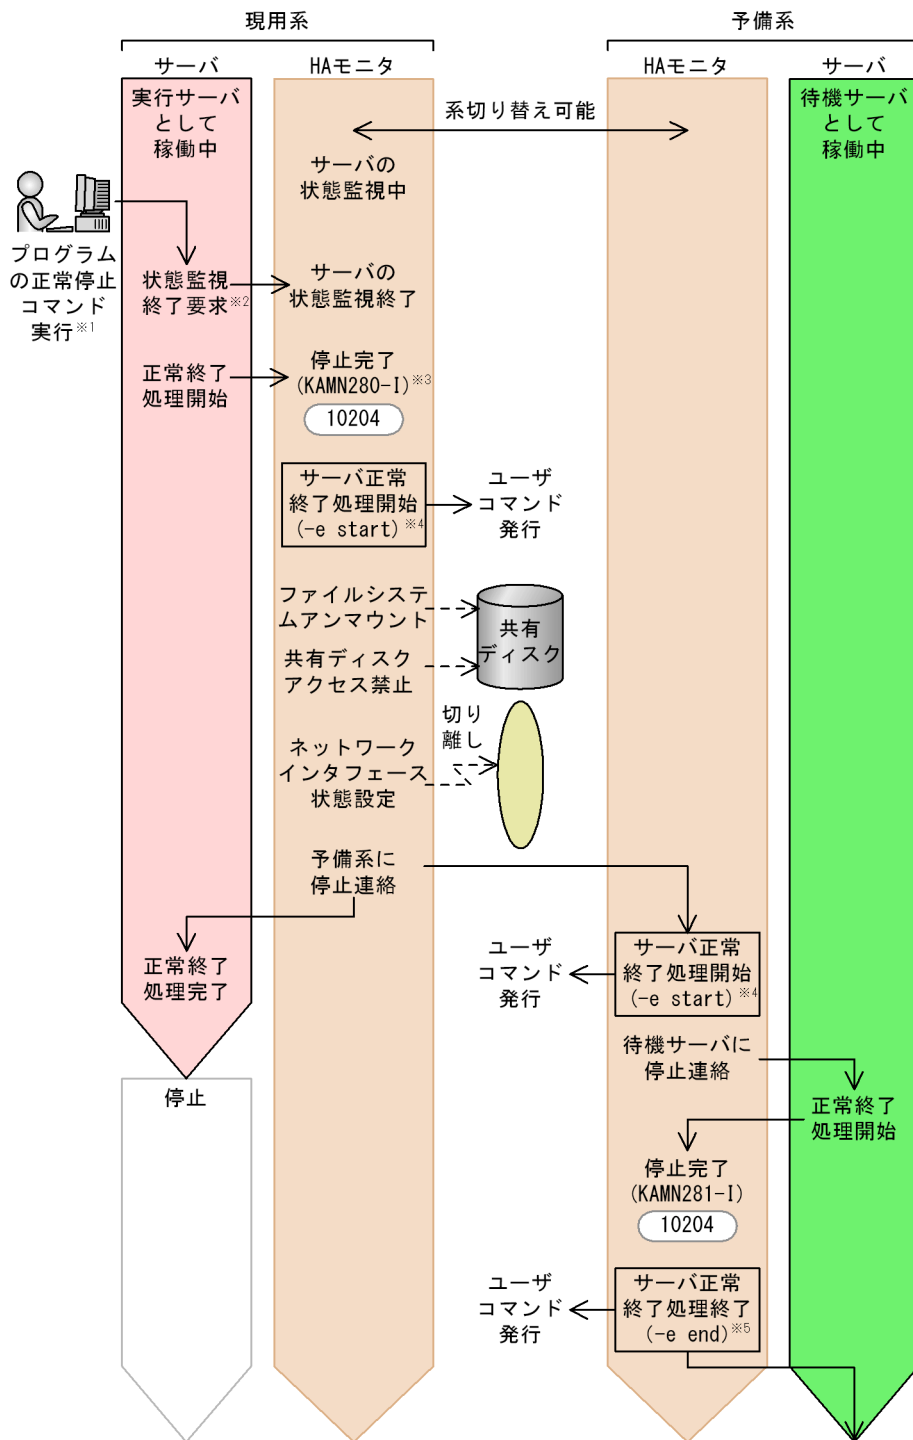 現用系
予備系
サーバ
HAモニタ
HAモニタ
サーバ
実行サーバ
として
稼働中
系切り替え可能
待機サーバ
として
稼働中
サーバの
状態監視中
プログラム
の正常停止
コマンド
実行※1
状態監視
終了要求※2
サーバの
状態監視終了
正常終了
処理開始
停止完了
(KAMN280-I)※3
10204
サーバ正常
終了処理開始
(-e start)※4
ユーザ
コマンド
発行
ファイルシステ
ムアンマウント
共有ディスク
アクセス禁止
共有
ディスク
切り
離し
ネットワーク
インタフェース
状態設定
予備系に
停止連絡
正常終了
処理完了
ユーザ
コマンド
発行
サーバ正常
終了処理開始
(-e start)※4
待機サーバに
停止連絡
停止
正常終了
処理開始
停止完了
(KAMN281-I)
10204
ユーザ
コマンド
発行
サーバ正常
終了処理終了
(-e end)※5